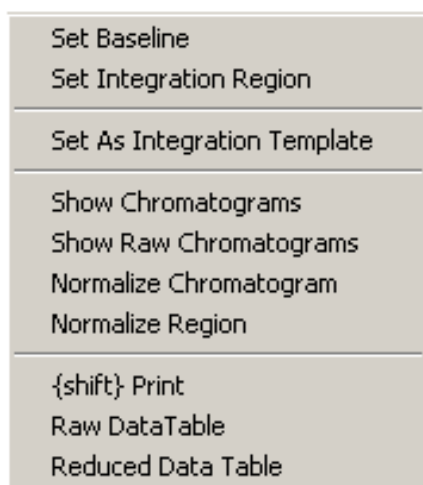 Set Baseline
Set Integration Region
Set As Integration Template
Show Chromatograms
Show Raw Chromatograms
Normalize Chromatogram
Normalize Region
{shift} Print
Raw DataTable
Reduced Data Table